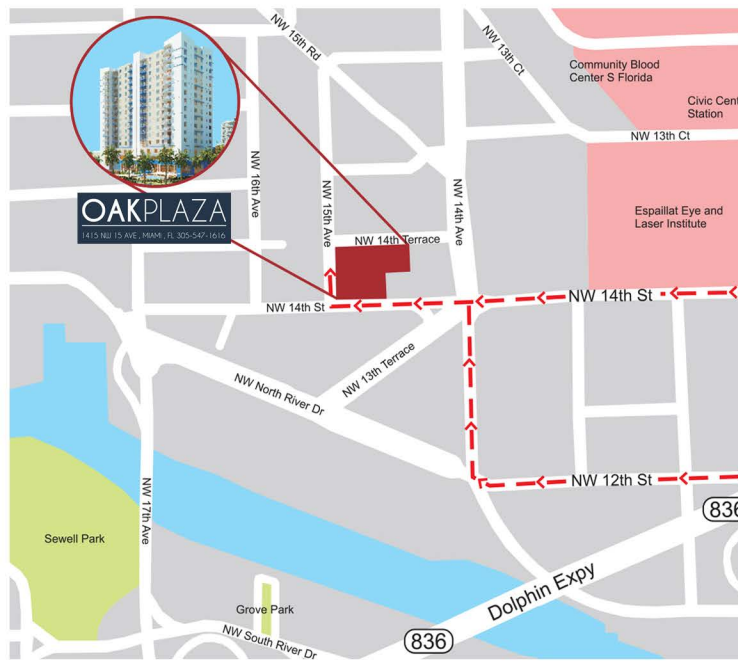 NW 15th Rd
NW 13th Ct
Community Blood
Center S Florida
Civic Cent
Station
NW 13th Ct
NW 16th Ave
NW 15th Ave
NW 14th Ave
OAKPLAZA
1415 NW 15 AVE, MIAMI, FL 305-547-1616
Espaillat Eye and
Laser Institute
NW 14th Terrace
NW 14th St
NW 14th St
NW 13th Terrace
NW North River Dr
NW 12th St
NW 17th Ave
836
Sewell Park
Dolphin Expy
Grove Park
NW South River Dr
836